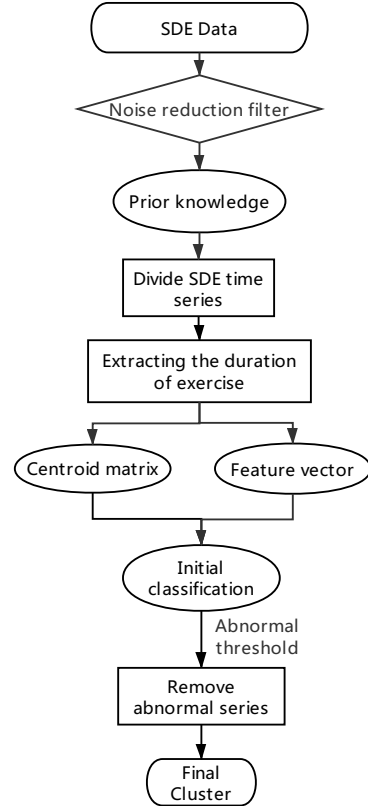 SDE Data
Noise reduction filter
Prior knowledge
Divide SDE time
series
Extracting the duration
of exercise
Centroid matrix
Feature vector
Initial
classification
Abnormal
threshold
Remove
abnormal series
Final
Cluster